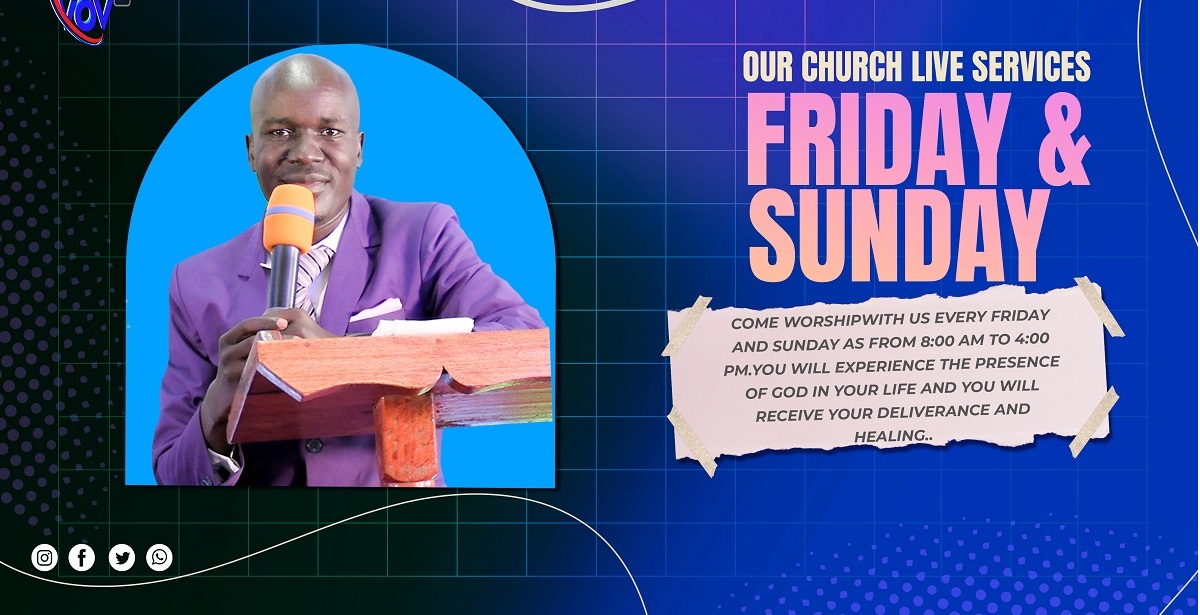 OUR CHURCH LIVE SERVICES
FRIDAY &
SUNDAY
COME WORSHIPWITH US EVERY FRIDAY
AND SUNDAY AS FROM 8:00 AM TO 4:00
PM.YOU WILL EXPERIENCE THE PRESENCE
OF GOD IN YOUR LIFE AND YOU WILL
RECEIVE YOUR DELIVERANCE AND
HEALING..